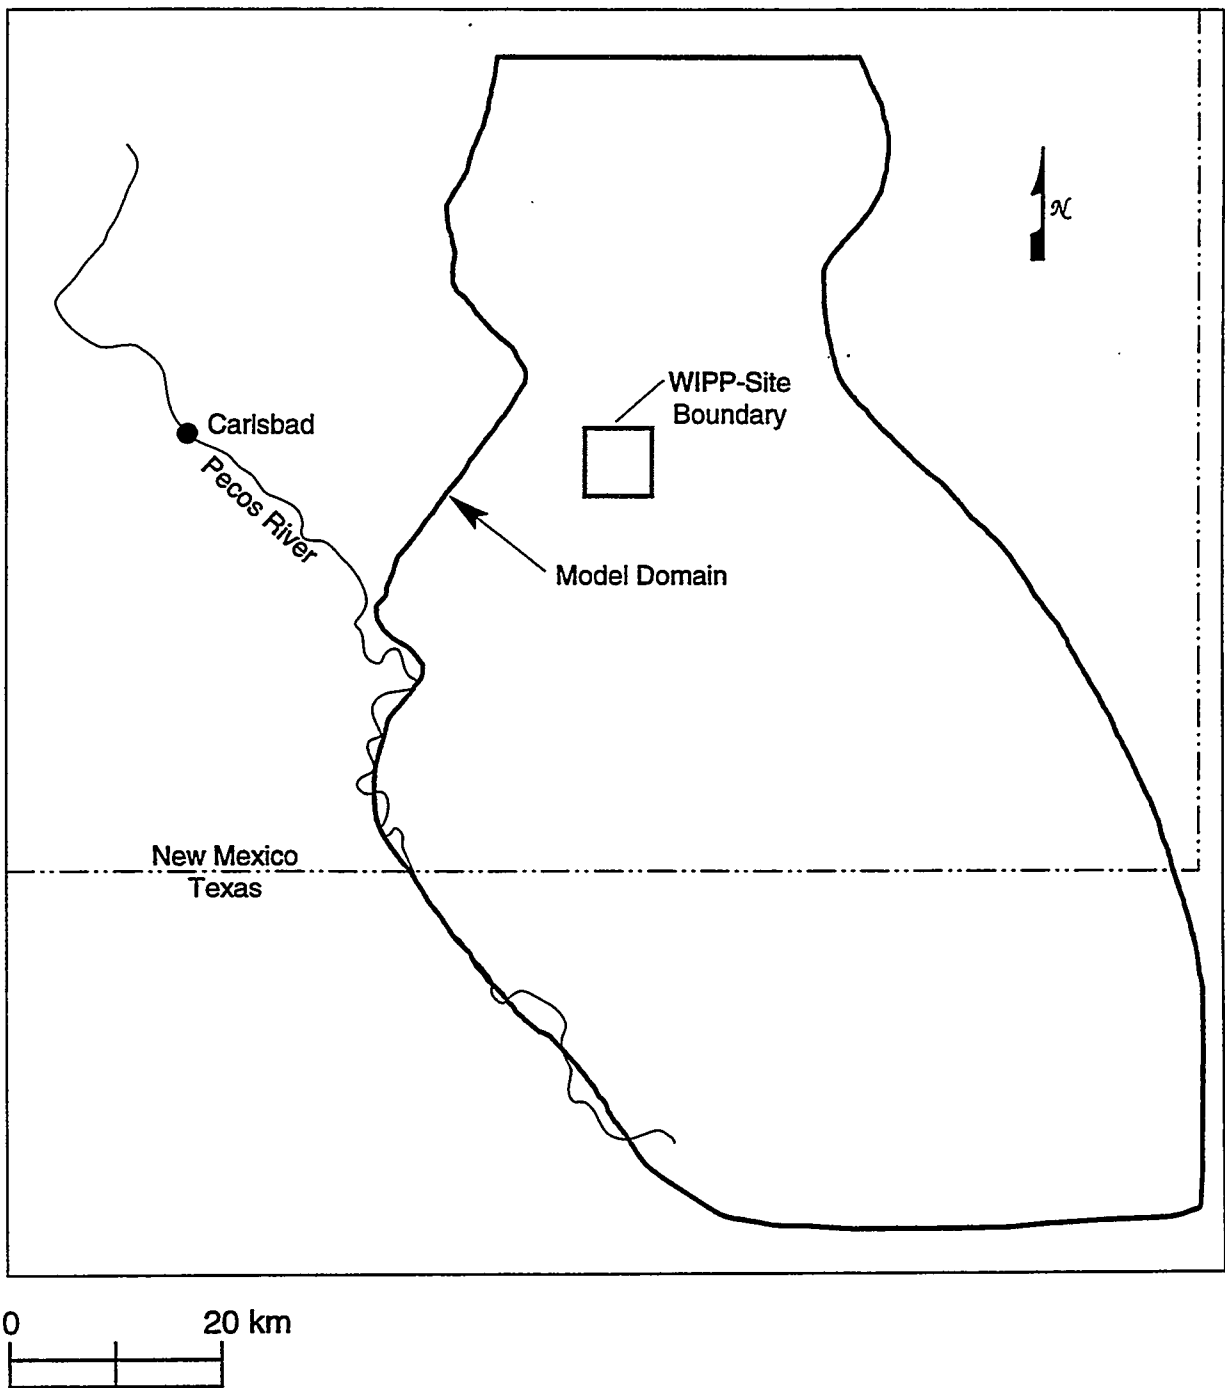 N
WIPP-Site
Boundary
Carlsbad
Pecos River
Model Domain
New Mexico
Texas
0 20 km